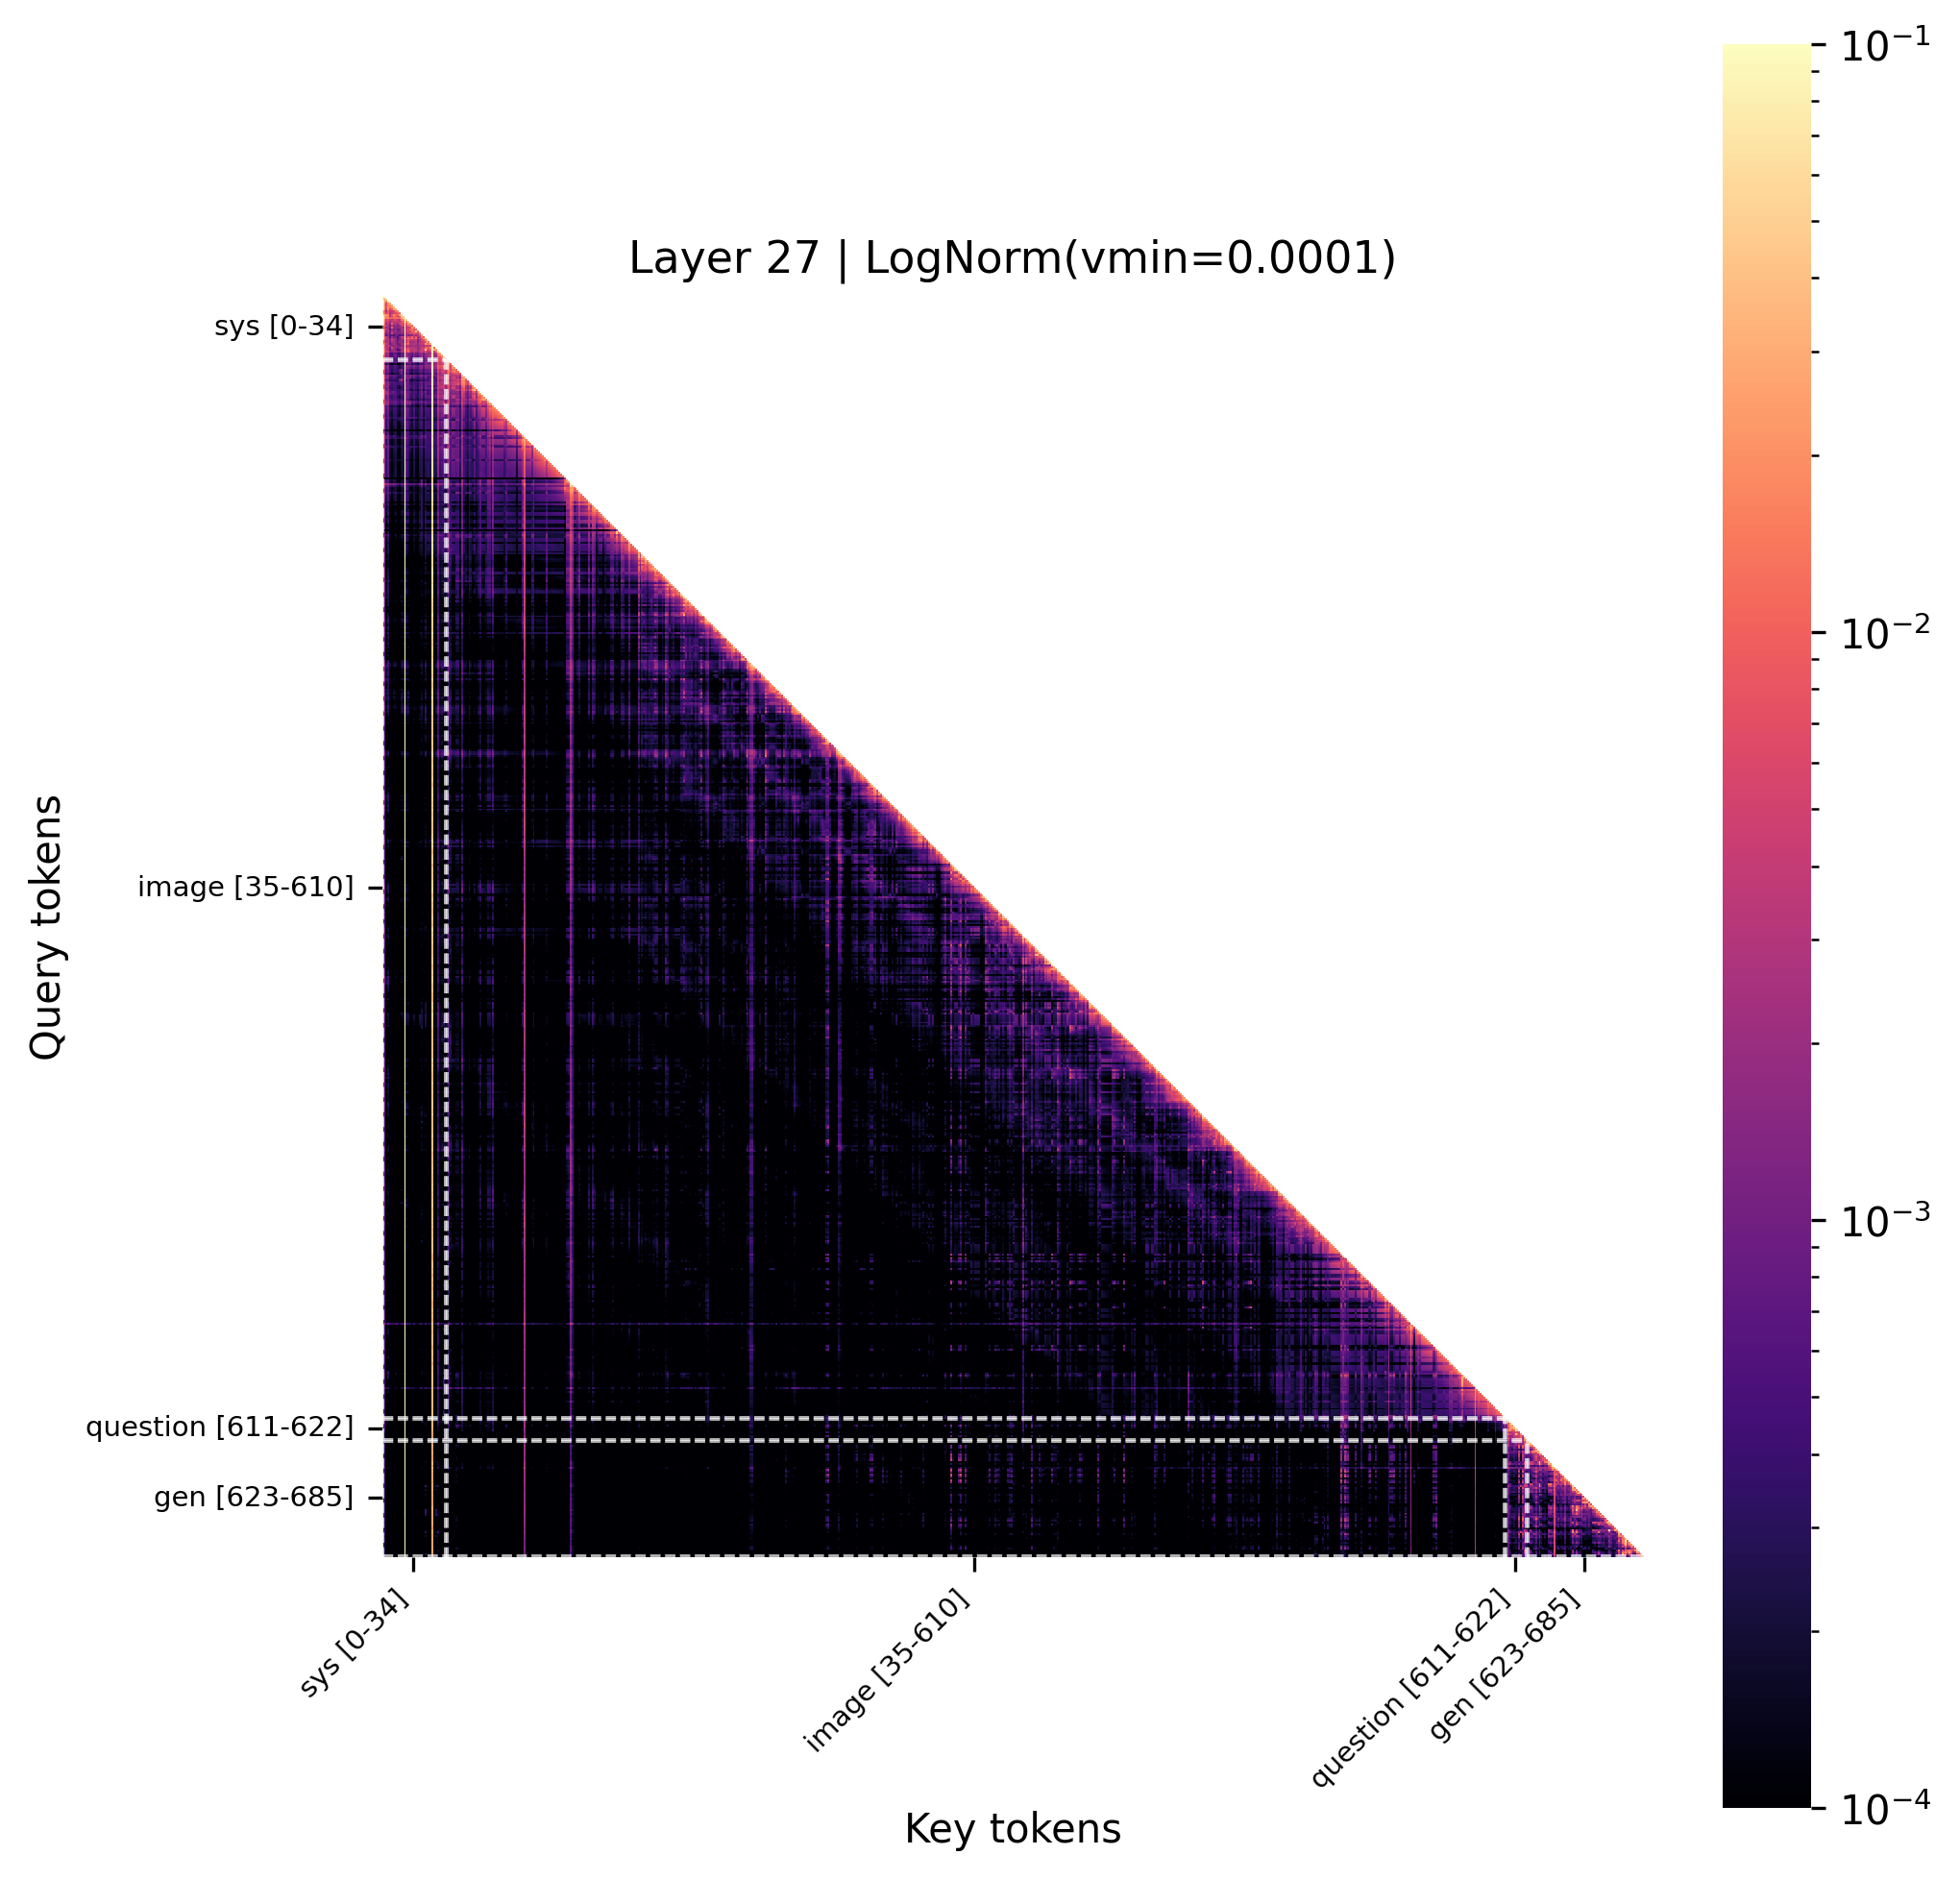 Layer 27 | LogNorm(vmin=0.0001)
Query tokens
sys [0-34]
image [35-610]
question [611-622]
gen [623-685]
sys [0-34]
image [35-610]
question [611-622]
gen [623-685]
Key tokens
10⁻¹
10⁻²
10⁻³
10⁻⁴